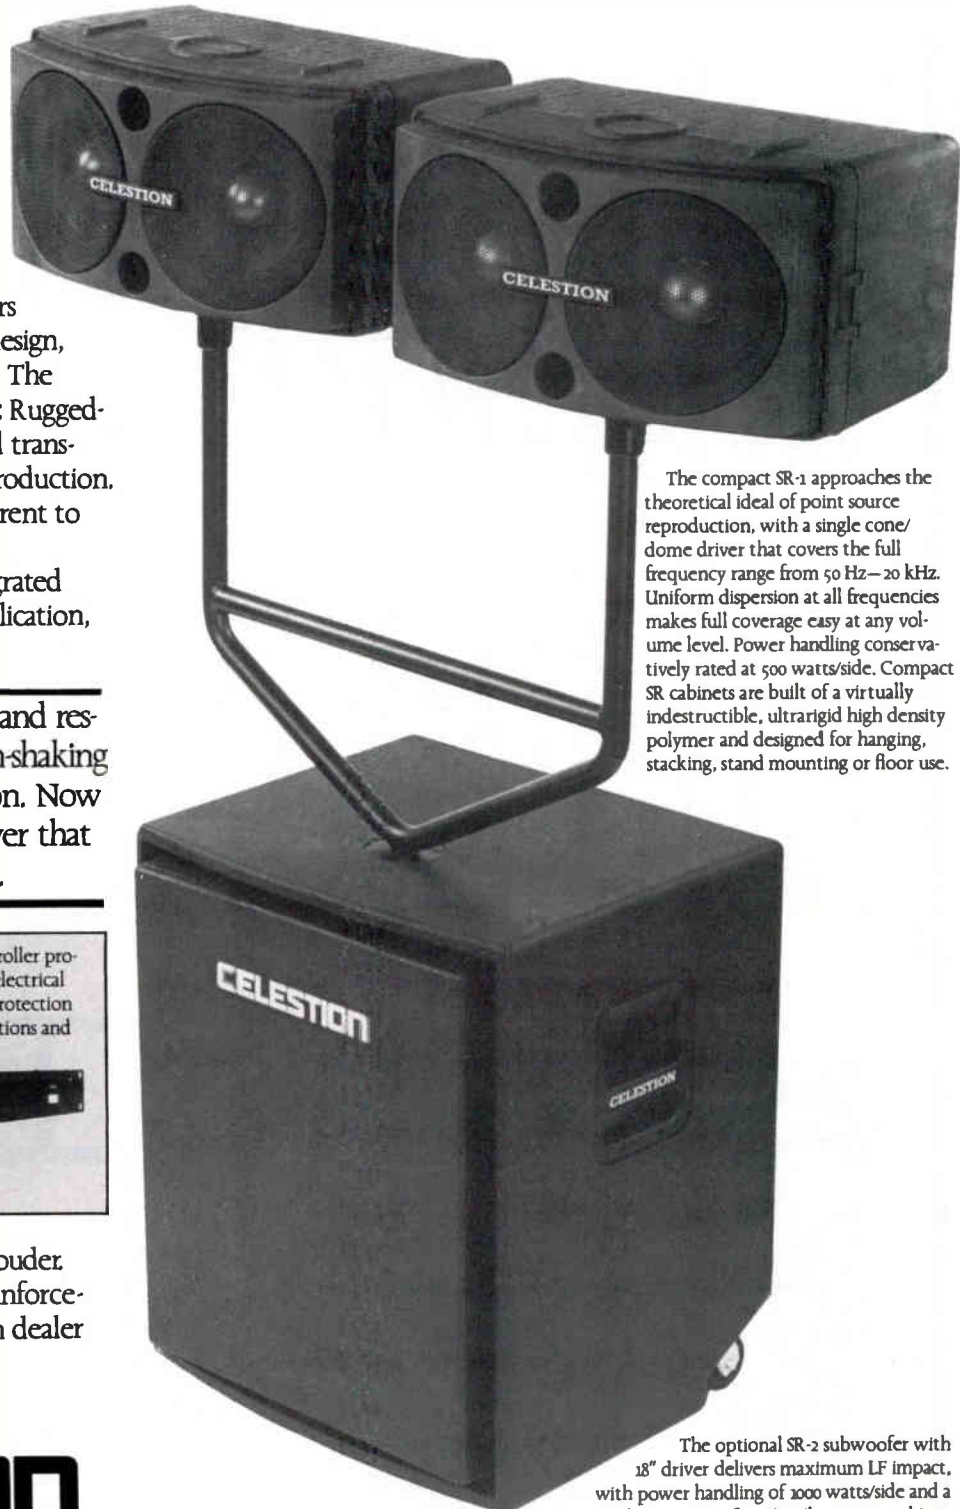 CELESTION
CELESTION
rs
esign,
The
: Rugged-
l trans-
roduction.
rent to
grated
lication,
and res-
n-shaking
on. Now
er that
oller pro-
electrical
rotection
tions and
ouder.
nforce-
n dealer
The compact SR-1 approaches the
theoretical ideal of point source
reproduction, with a single cone/
dome driver that covers the full
frequency range from 50 Hz—20 kHz.
Uniform dispersion at all frequencies
makes full coverage easy at any vol-
ume level. Power handling conserva-
tively rated at 500 watts/side. Compact
SR cabinets are built of a virtually
indestructible, ultrarigid high density
polymer and designed for hanging,
stacking, stand mounting or floor use.
CELESTION
CELESTION
The optional SR-2 subwoofer with
18" driver delivers maximum LF impact,
with power handling of 1000 watts/side and a